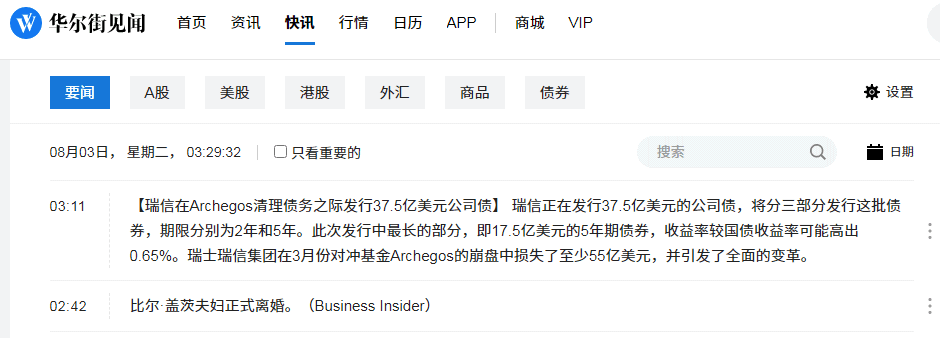 华尔街见闻 首页 资讯 快讯 行情 日历 APP 商城 VIP
要闻 A股 美股 港股 外汇 商品 债券 设置
08月03日， 星期二， 03:29:32 只看重要的 搜索 日期
03:11 【瑞信在Archegos清理债务之际发行37.5亿美元公司债】 瑞信正在发行37.5亿美元的公司债，将分三部分发行这批债
券，期限分别为2年和5年。此次发行中最长的部分，即17.5亿美元的5年期债券，收益率较国债收益率可能高出
0.65%。瑞士瑞信集团在3月份对冲基金Archegos的崩盘中损失了至少55亿美元，并引发了全面的变革。
02:42 比尔·盖茨夫妇正式离婚。（Business Insider）